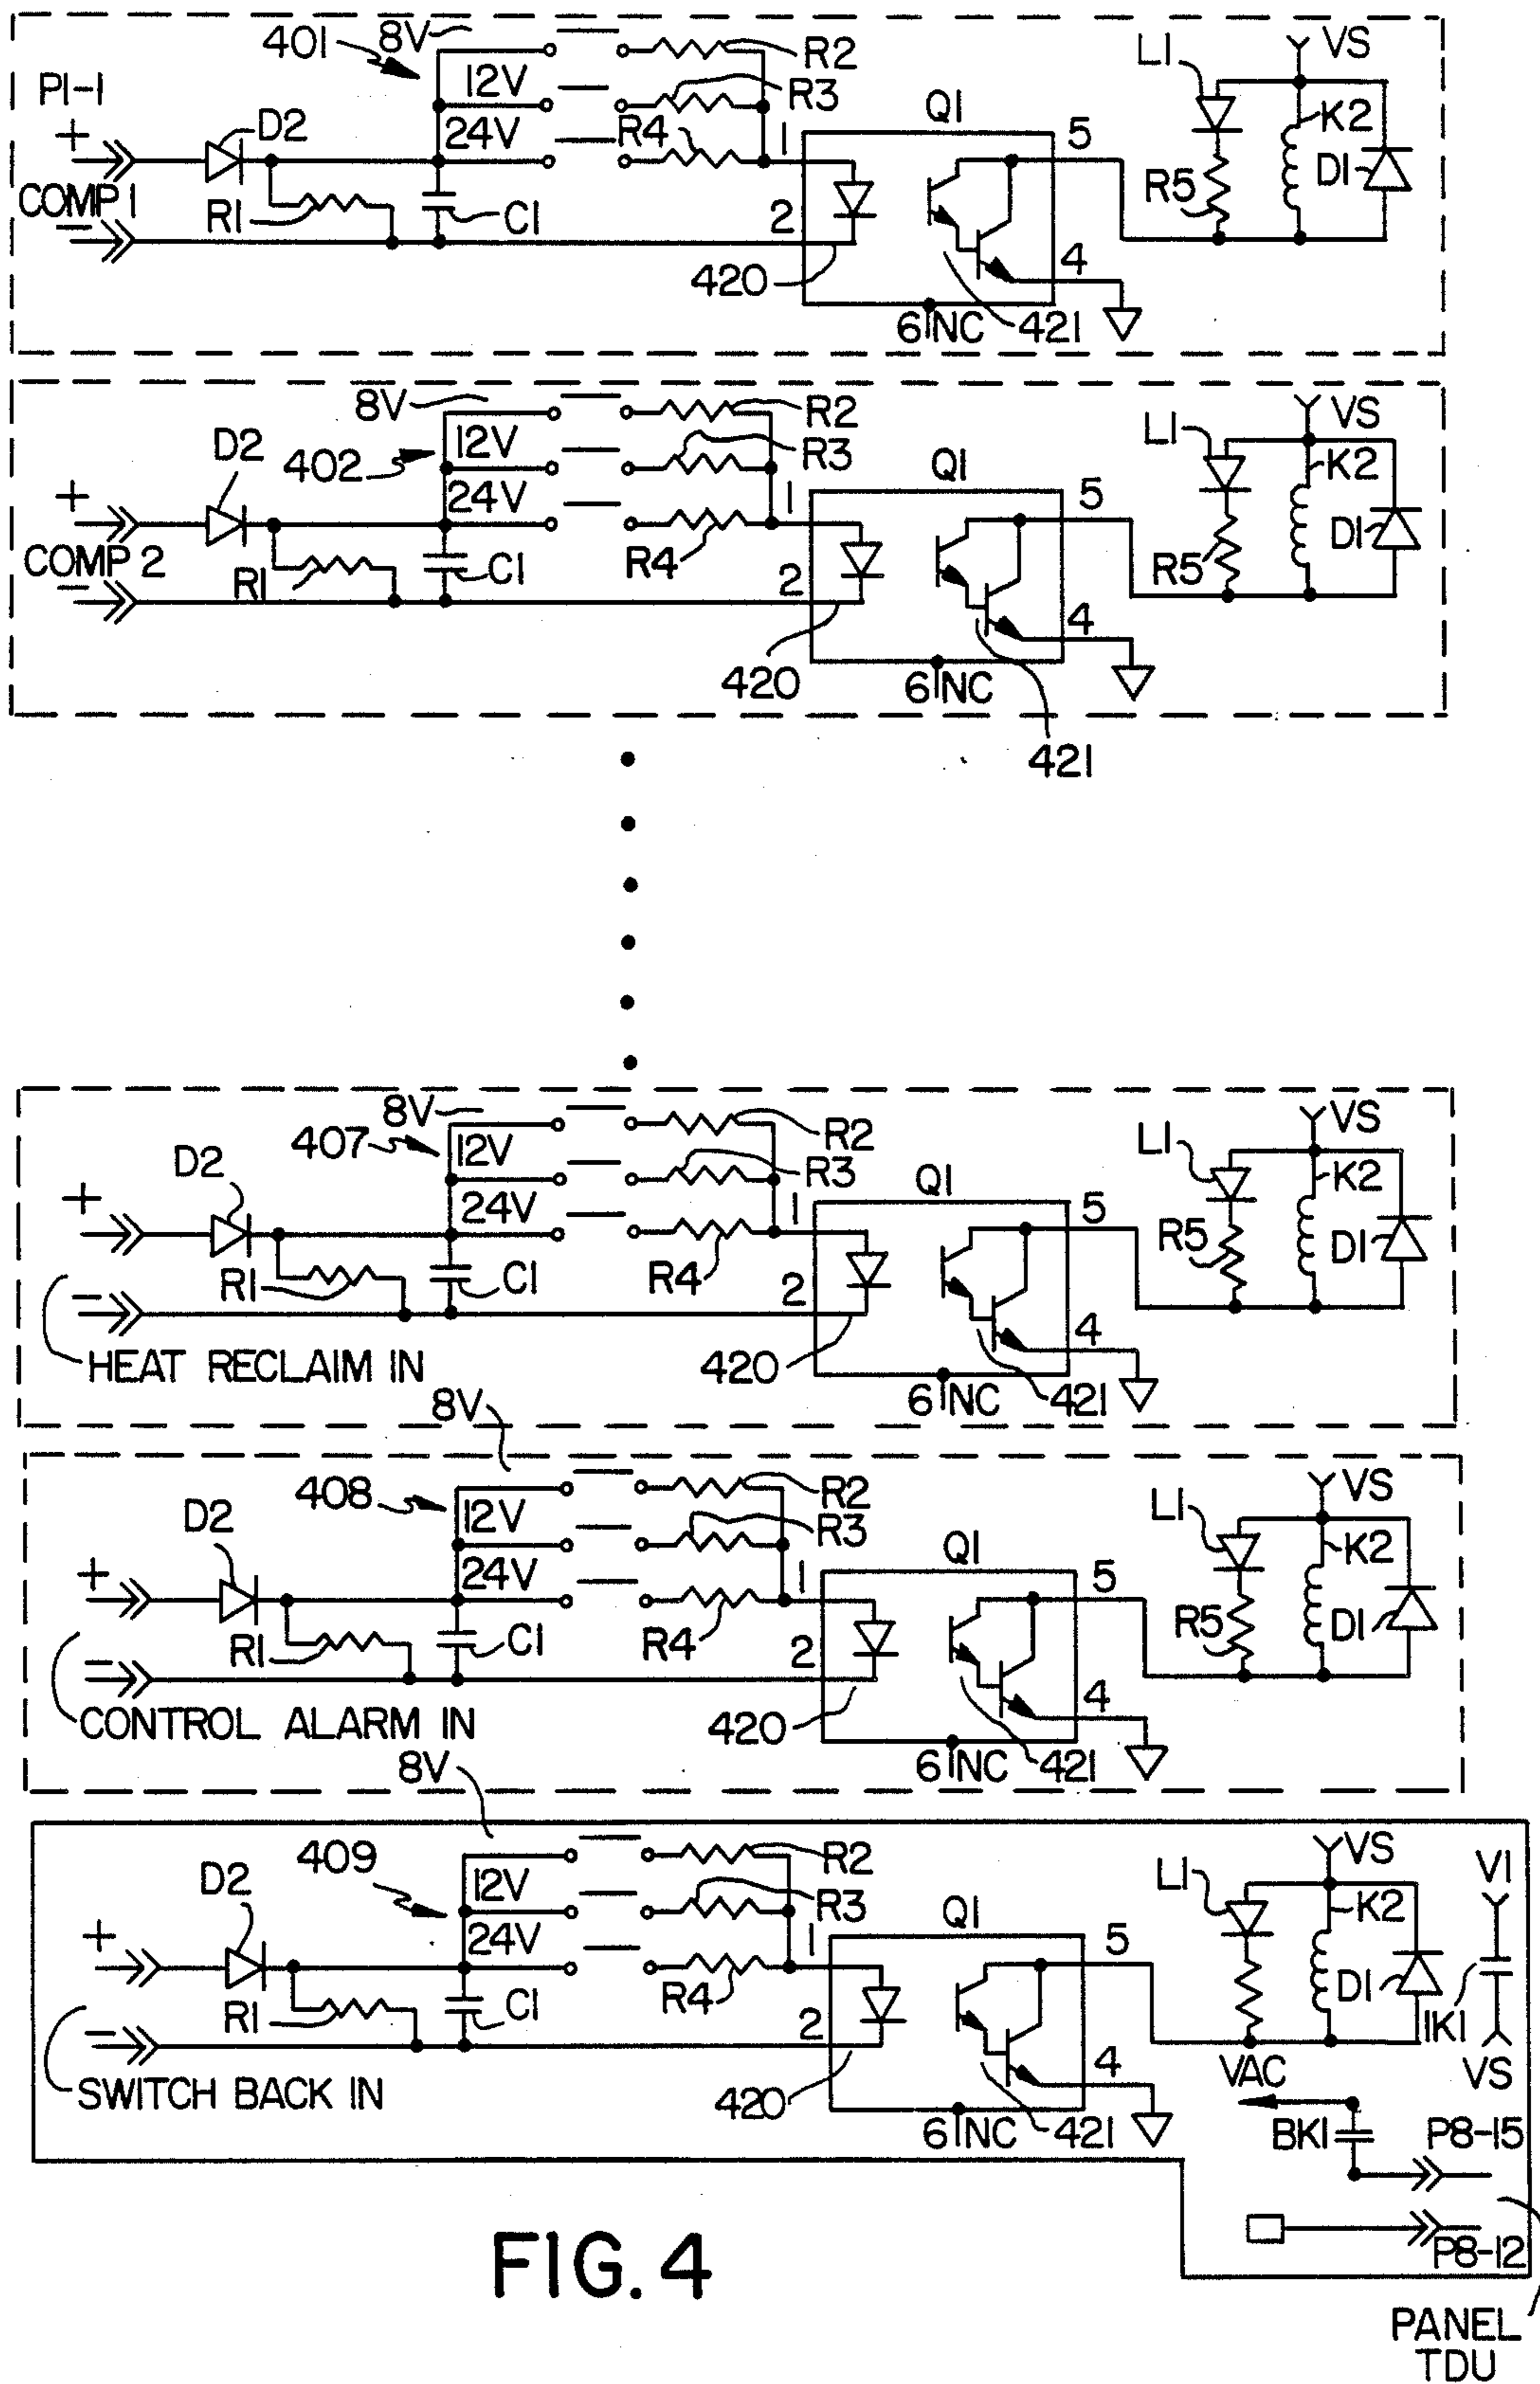 401
8V
R2
L1
VS
P1-1
12V
R3
K2
+
D2
24V
R4
1
Q1
5
COMP 1
R1
C1
2
R5
D1
–
420
4
6 NC
421
8V
R2
L1
VS
D2
402
12V
R3
K2
+
24V
1
Q1
5
COMP 2
R1
C1
R4
2
R5
D1
–
420
4
6 NC
421
8V
R2
L1
VS
407
12V
R3
K2
D2
+
24V
1
Q1
5
R1
C1
R4
2
R5
D1
–
HEAT RECLAIM IN
420
4
6 NC
421
8V
R2
L1
VS
408
12V
R3
K2
D2
+
24V
1
Q1
5
R1
C1
R4
2
R5
D1
–
CONTROL ALARM IN
420
4
6 NC
421
8V
R2
L1
VS
V1
409
12V
R3
K2
D2
+
24V
1
Q1
5
R1
C1
R4
2
D1
1K1
–
SWITCH BACK IN
420
4
VAC
VS
6 NC
421
BK1
P8-15
P8-12
FIG. 4
PANEL
TDU